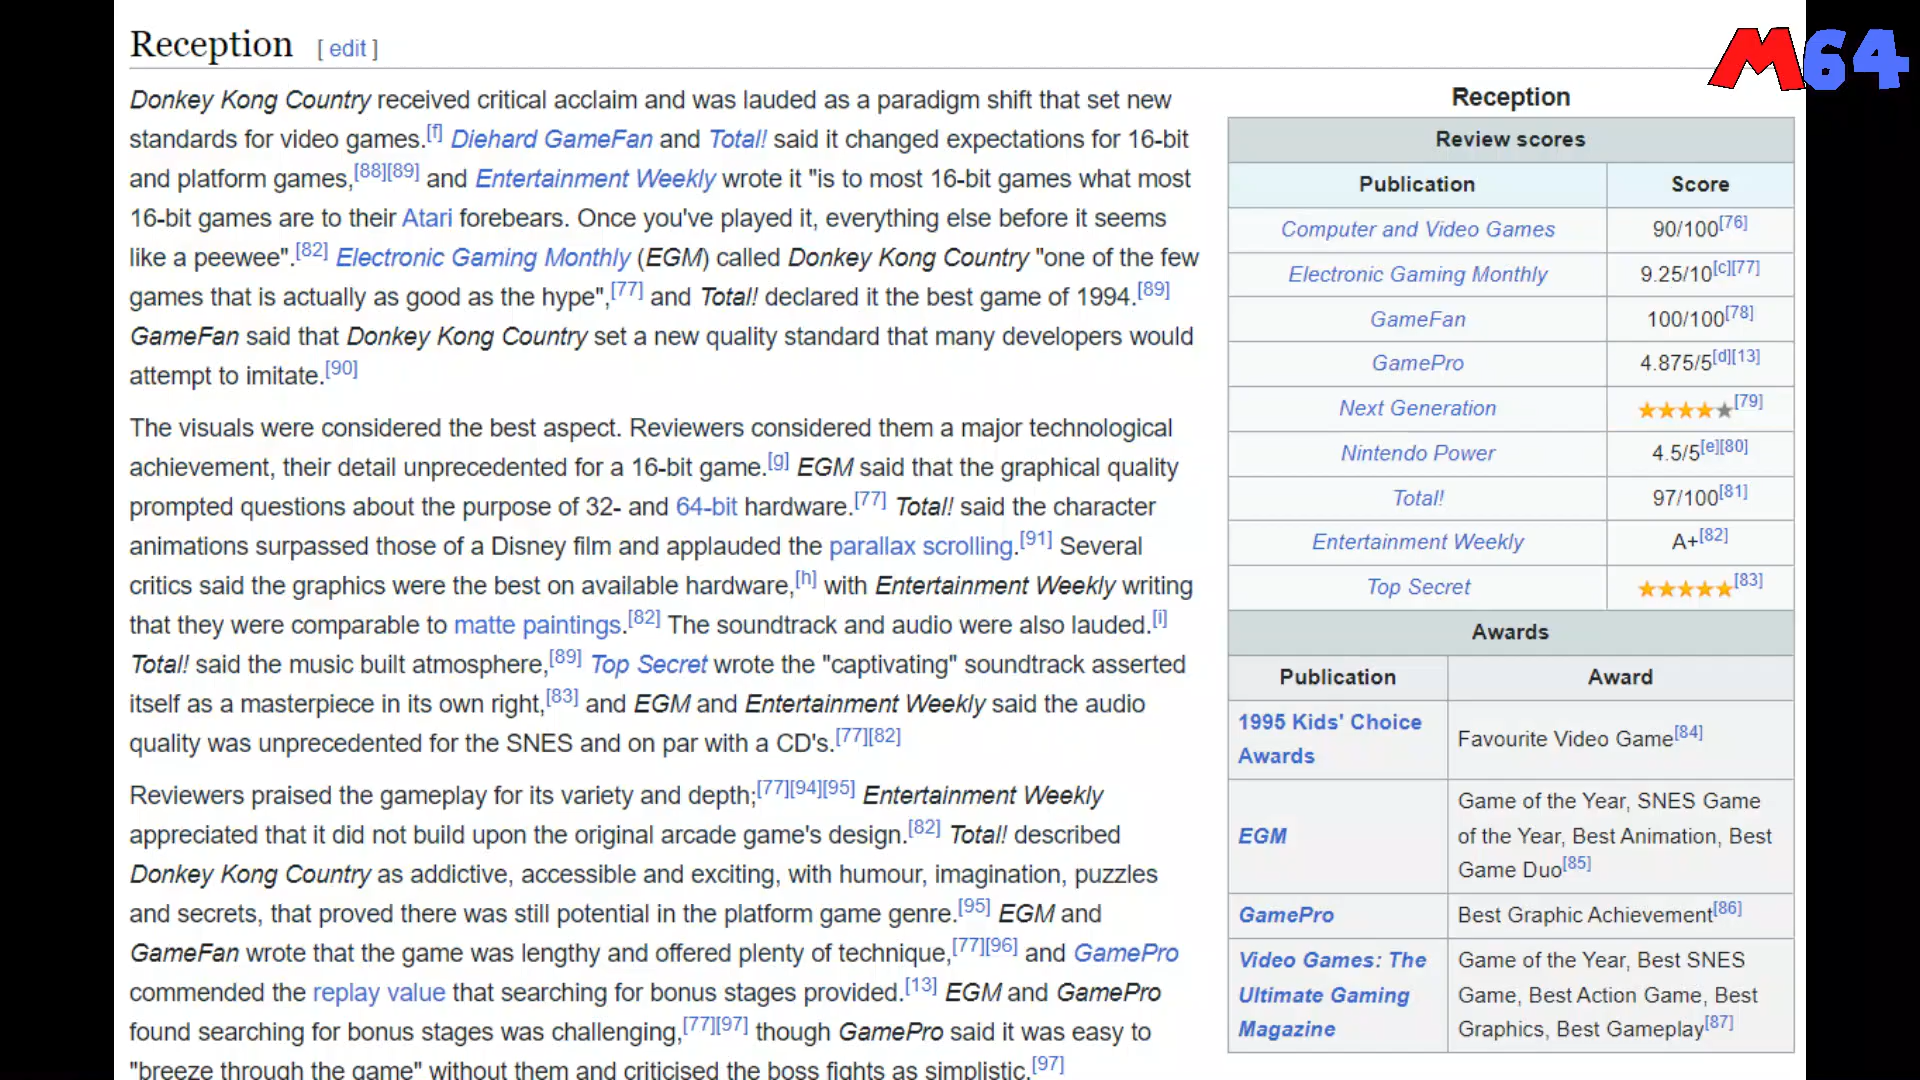 Reception [ edit ]
Donkey Kong Country received critical acclaim and was lauded as a paradigm shift that set new
standards for video games.[f] Diehard GameFan and Total! said it changed expectations for 16-bit
and platform games,[88][89] and Entertainment Weekly wrote it "is to most 16-bit games what most
16-bit games are to their Atari forebears. Once you've played it, everything else before it seems
like a peewee".[82] Electronic Gaming Monthly (EGM) called Donkey Kong Country "one of the few
games that is actually as good as the hype",[77] and Total! declared it the best game of 1994.[89]
GameFan said that Donkey Kong Country set a new quality standard that many developers would
attempt to imitate.[90]
The visuals were considered the best aspect. Reviewers considered them a major technological
achievement, their detail unprecedented for a 16-bit game.[g] EGM said that the graphical quality
prompted questions about the purpose of 32- and 64-bit hardware.[77] Total! said the character
animations surpassed those of a Disney film and applauded the parallax scrolling.[91] Several
critics said the graphics were the best on available hardware,[h] with Entertainment Weekly writing
that they were comparable to matte paintings.[82] The soundtrack and audio were also lauded.[i]
Total! said the music built atmosphere,[89] Top Secret wrote the "captivating" soundtrack asserted
itself as a masterpiece in its own right,[83] and EGM and Entertainment Weekly said the audio
quality was unprecedented for the SNES and on par with a CD's.[77][82]
Reviewers praised the gameplay for its variety and depth;[77][94][95] Entertainment Weekly
appreciated that it did not build upon the original arcade game's design.[82] Total! described
Donkey Kong Country as addictive, accessible and exciting, with humour, imagination, puzzles
and secrets, that proved there was still potential in the platform game genre.[95] EGM and
GameFan wrote that the game was lengthy and offered plenty of technique,[77][96] and GamePro
commended the replay value that searching for bonus stages provided.[13] EGM and GamePro
found searching for bonus stages was challenging,[77][97] though GamePro said it was easy to
"breeze through the game" without them and criticised the boss fights as simplistic.[97]
M64
Reception
Review scores
Publication Score
Computer and Video Games 90/100[76]
Electronic Gaming Monthly 9.25/10[c][77]
GameFan 100/100[78]
GamePro 4.875/5[d][13]
Next Generation ★★★★★[79]
Nintendo Power 4.5/5[e][80]
Total! 97/100[81]
Entertainment Weekly A+[82]
Top Secret ★★★★★[83]
Awards
Publication Award
1995 Kids' Choice
Awards
Favourite Video Game[84]
EGM
Game of the Year, SNES Game
of the Year, Best Animation, Best
Game Duo[85]
GamePro Best Graphic Achievement[86]
Video Games: The
Ultimate Gaming
Magazine
Game of the Year, Best SNES
Game, Best Action Game, Best
Graphics, Best Gameplay[87]